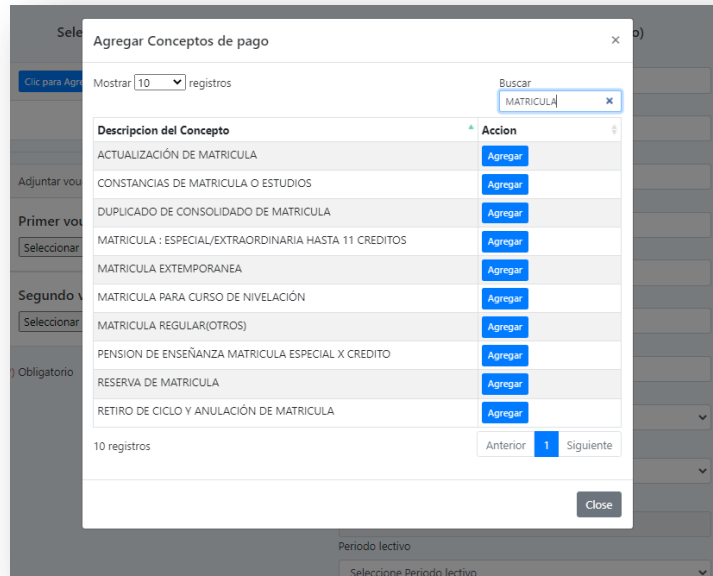 Sele
o)
Agregar Conceptos de pago
×
Clic para Agre
Mostrar 10 registros
Buscar
MATRICULA
×
Descripcion del Concepto Accion
ACTUALIZACIÓN DE MATRICULA Agregar
CONSTANCIAS DE MATRICULA O ESTUDIOS Agregar
Adjuntar vou
DUPLICADO DE CONSOLIDADO DE MATRICULA Agregar
Primer vou
MATRICULA : ESPECIAL/EXTRAORDINARIA HASTA 11 CREDITOS Agregar
Seleccionar
MATRICULA EXTEMPORANEA Agregar
Segundo v
MATRICULA PARA CURSO DE NIVELACIÓN Agregar
Seleccionar
MATRICULA REGULAR(OTROS) Agregar
PENSION DE ENSEÑANZA MATRICULA ESPECIAL X CREDITO Agregar
) Obligatorio
RESERVA DE MATRICULA Agregar
RETIRO DE CICLO Y ANULACIÓN DE MATRICULA Agregar
10 registros
Anterior 1 Siguiente
Close
Periodo lectivo
Seleccione Periodo lectivo